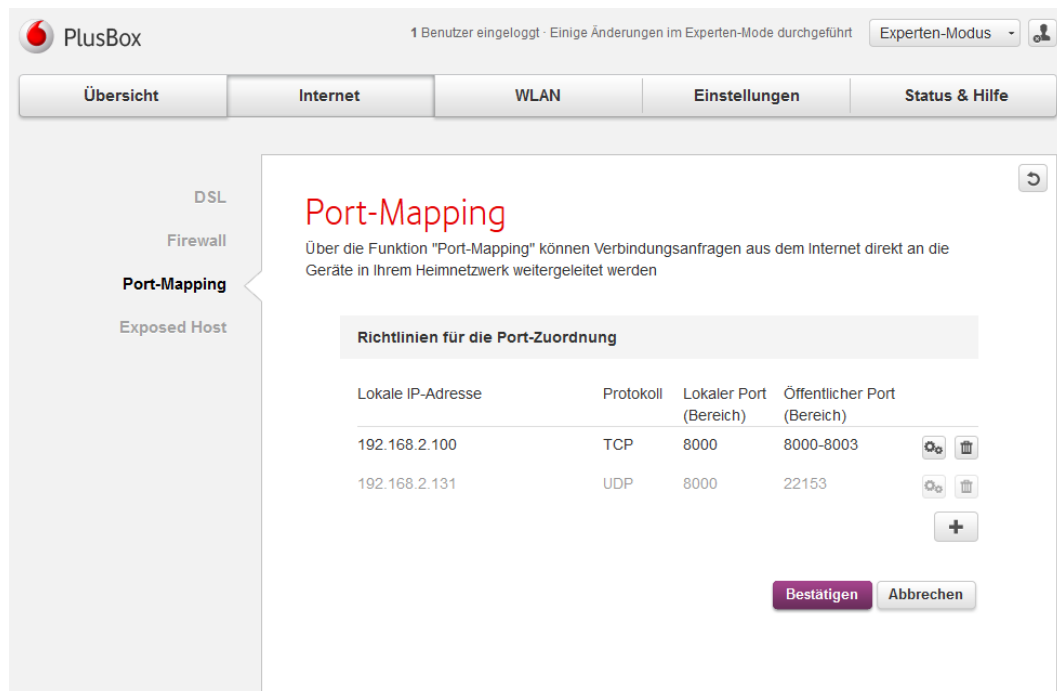 PlusBox
1 Benutzer eingeloggt · Einige Änderungen im Experten-Mode durchgeführt
Experten-Modus
Übersicht
Internet
WLAN
Einstellungen
Status & Hilfe
DSL
Firewall
Port-Mapping
Exposed Host
Port-Mapping
Über die Funktion "Port-Mapping" können Verbindungsanfragen aus dem Internet direkt an die
Geräte in Ihrem Heimnetzwerk weitergeleitet werden
Richtlinien für die Port-Zuordnung
Lokale IP-Adresse Protokoll Lokaler Port (Bereich) Öffentlicher Port (Bereich)
192.168.2.100 TCP 8000 8000-8003
192.168.2.131 UDP 8000 22153
Bestätigen
Abbrechen